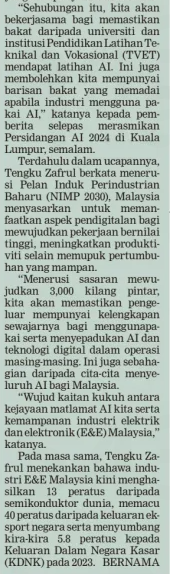 "Sehubungan itu, kita akan
bekerjasama bagi memastikan
bakat daripada universiti dan
institusi Pendidikan Latihan Te-
knikal dan Vokasional (TVET)
mendapat latihan AI. Ini juga
membolehkan kita mempunyai
barisan bakat yang memadai
apabila industri mengguna pa-
kai AI," katanya kepada pem-
berita selepas merasmikan
Persidangan AI 2024 di Kuala
Lumpur, semalam.
Terdahulu dalam ucapannya,
Tengku Zafrul berkata meneru-
si Pelan Induk Perindustrian
Baharu (NIMP 2030), Malaysia
menyasarkan untuk meman-
faatkan aspek pendigitalan bagi
mewujudkan pekerjaan bernilai
tinggi, meningkatkan produkti-
viti selain memupuk pertumbu-
han yang mampan.
"Menerusi sasaran mewu-
judkan 3,000 kilang pintar,
kita akan memastikan penge-
luar mempunyai kelengkapan
sewajarnya bagi menggunapa-
kai serta menyepadukan AI dan
teknologi digital dalam operasi
masing-masing. Ini juga sebaha-
gian daripada cita-cita menye-
luruh AI bagi Malaysia.
"Wujud kaitan kukuh antara
kejayaan matlamat AI kita serta
kemampanan industri elektrik
dan elektronik (E&E) Malaysia,"
katanya.
Pada masa sama, Tengku Za-
frul menekankan bahawa indu-
stri E&E Malaysia kini mengha-
silkan 13 peratus daripada
semikonduktor dunia, memacu
40 peratus daripada keluaran ek-
sport negara serta menyumbang
kira-kira 5.8 peratus kepada
Keluaran Dalam Negara Kasar
(KDNK) pada 2023. BERNAMA